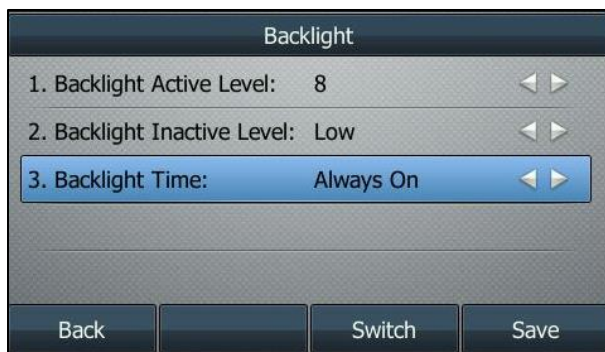 Backlight
1. Backlight Active Level: 8
2. Backlight Inactive Level: Low
3. Backlight Time: Always On
Back Switch Save